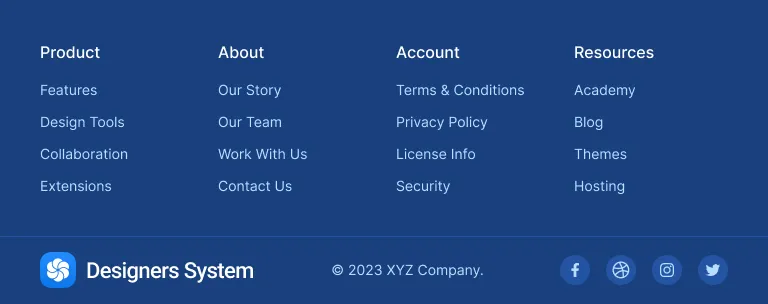 Product
Features
Design Tools
Collaboration
Extensions
About
Our Story
Our Team
Work With Us
Contact Us
Account
Terms & Conditions
Privacy Policy
License Info
Security
Resources
Academy
Blog
Themes
Hosting
Designers System
© 2023 XYZ Company.